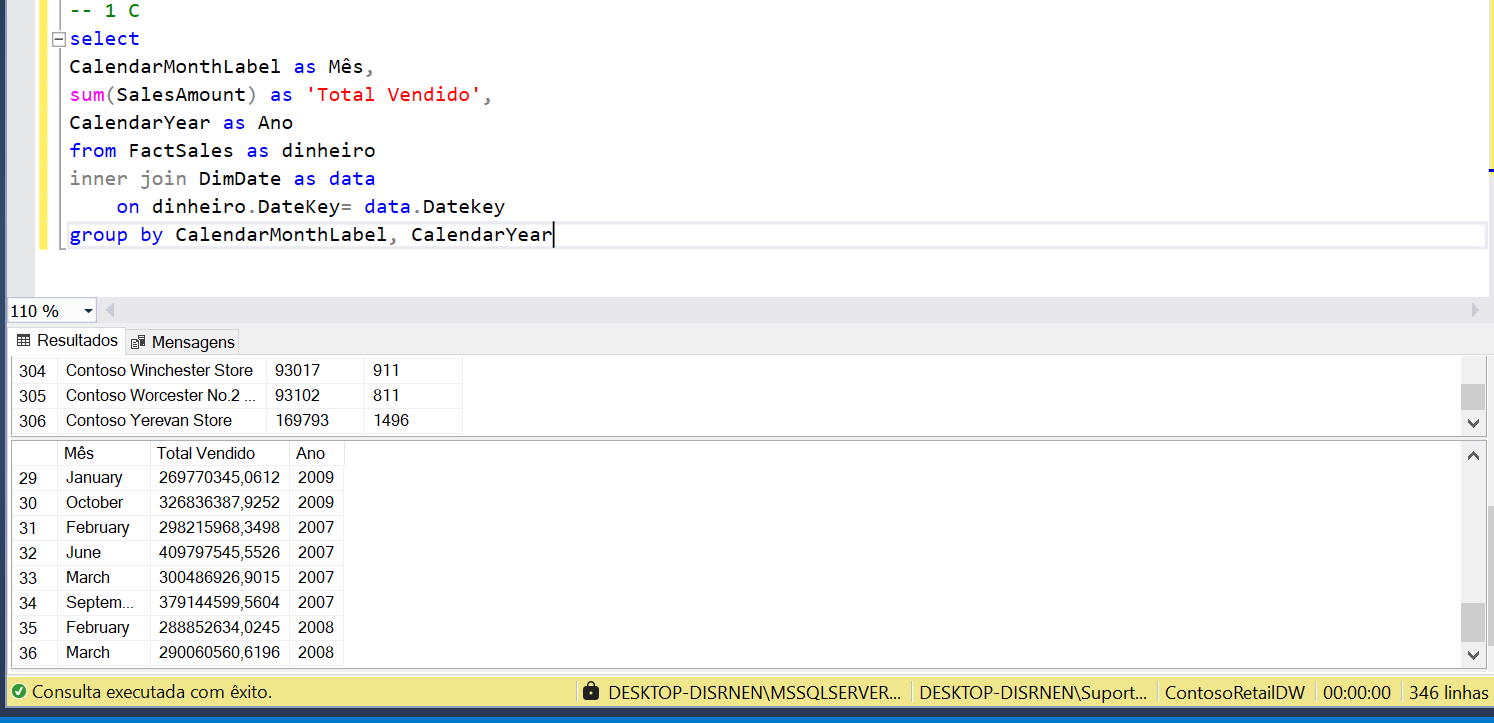 -- 1 C
select
CalendarMonthLabel as Mês,
sum(SalesAmount) as 'Total Vendido',
CalendarYear as Ano
from FactSales as dinheiro
inner join DimDate as data
on dinheiro.DateKey= data.Datekey
group by CalendarMonthLabel, CalendarYear
110 %
Resultados Mensagens
304 Contoso Winchester Store 93017 911
305 Contoso Worcester No.2 ... 93102 811
306 Contoso Yerevan Store 169793 1496
Mês Total Vendido Ano
29 January 269770345,0612 2009
30 October 326836387,9252 2009
31 February 298215968,3498 2007
32 June 409797545,5526 2007
33 March 300486926,9015 2007
34 Septem... 379144599,5604 2007
35 February 288852634,0245 2008
36 March 290060560,6196 2008
Consulta executada com êxito. DESKTOP-DISRNEN\MSSQLSERVER... DESKTOP-DISRNEN\Suport... ContosoRetailDW 00:00:00 346 linhas